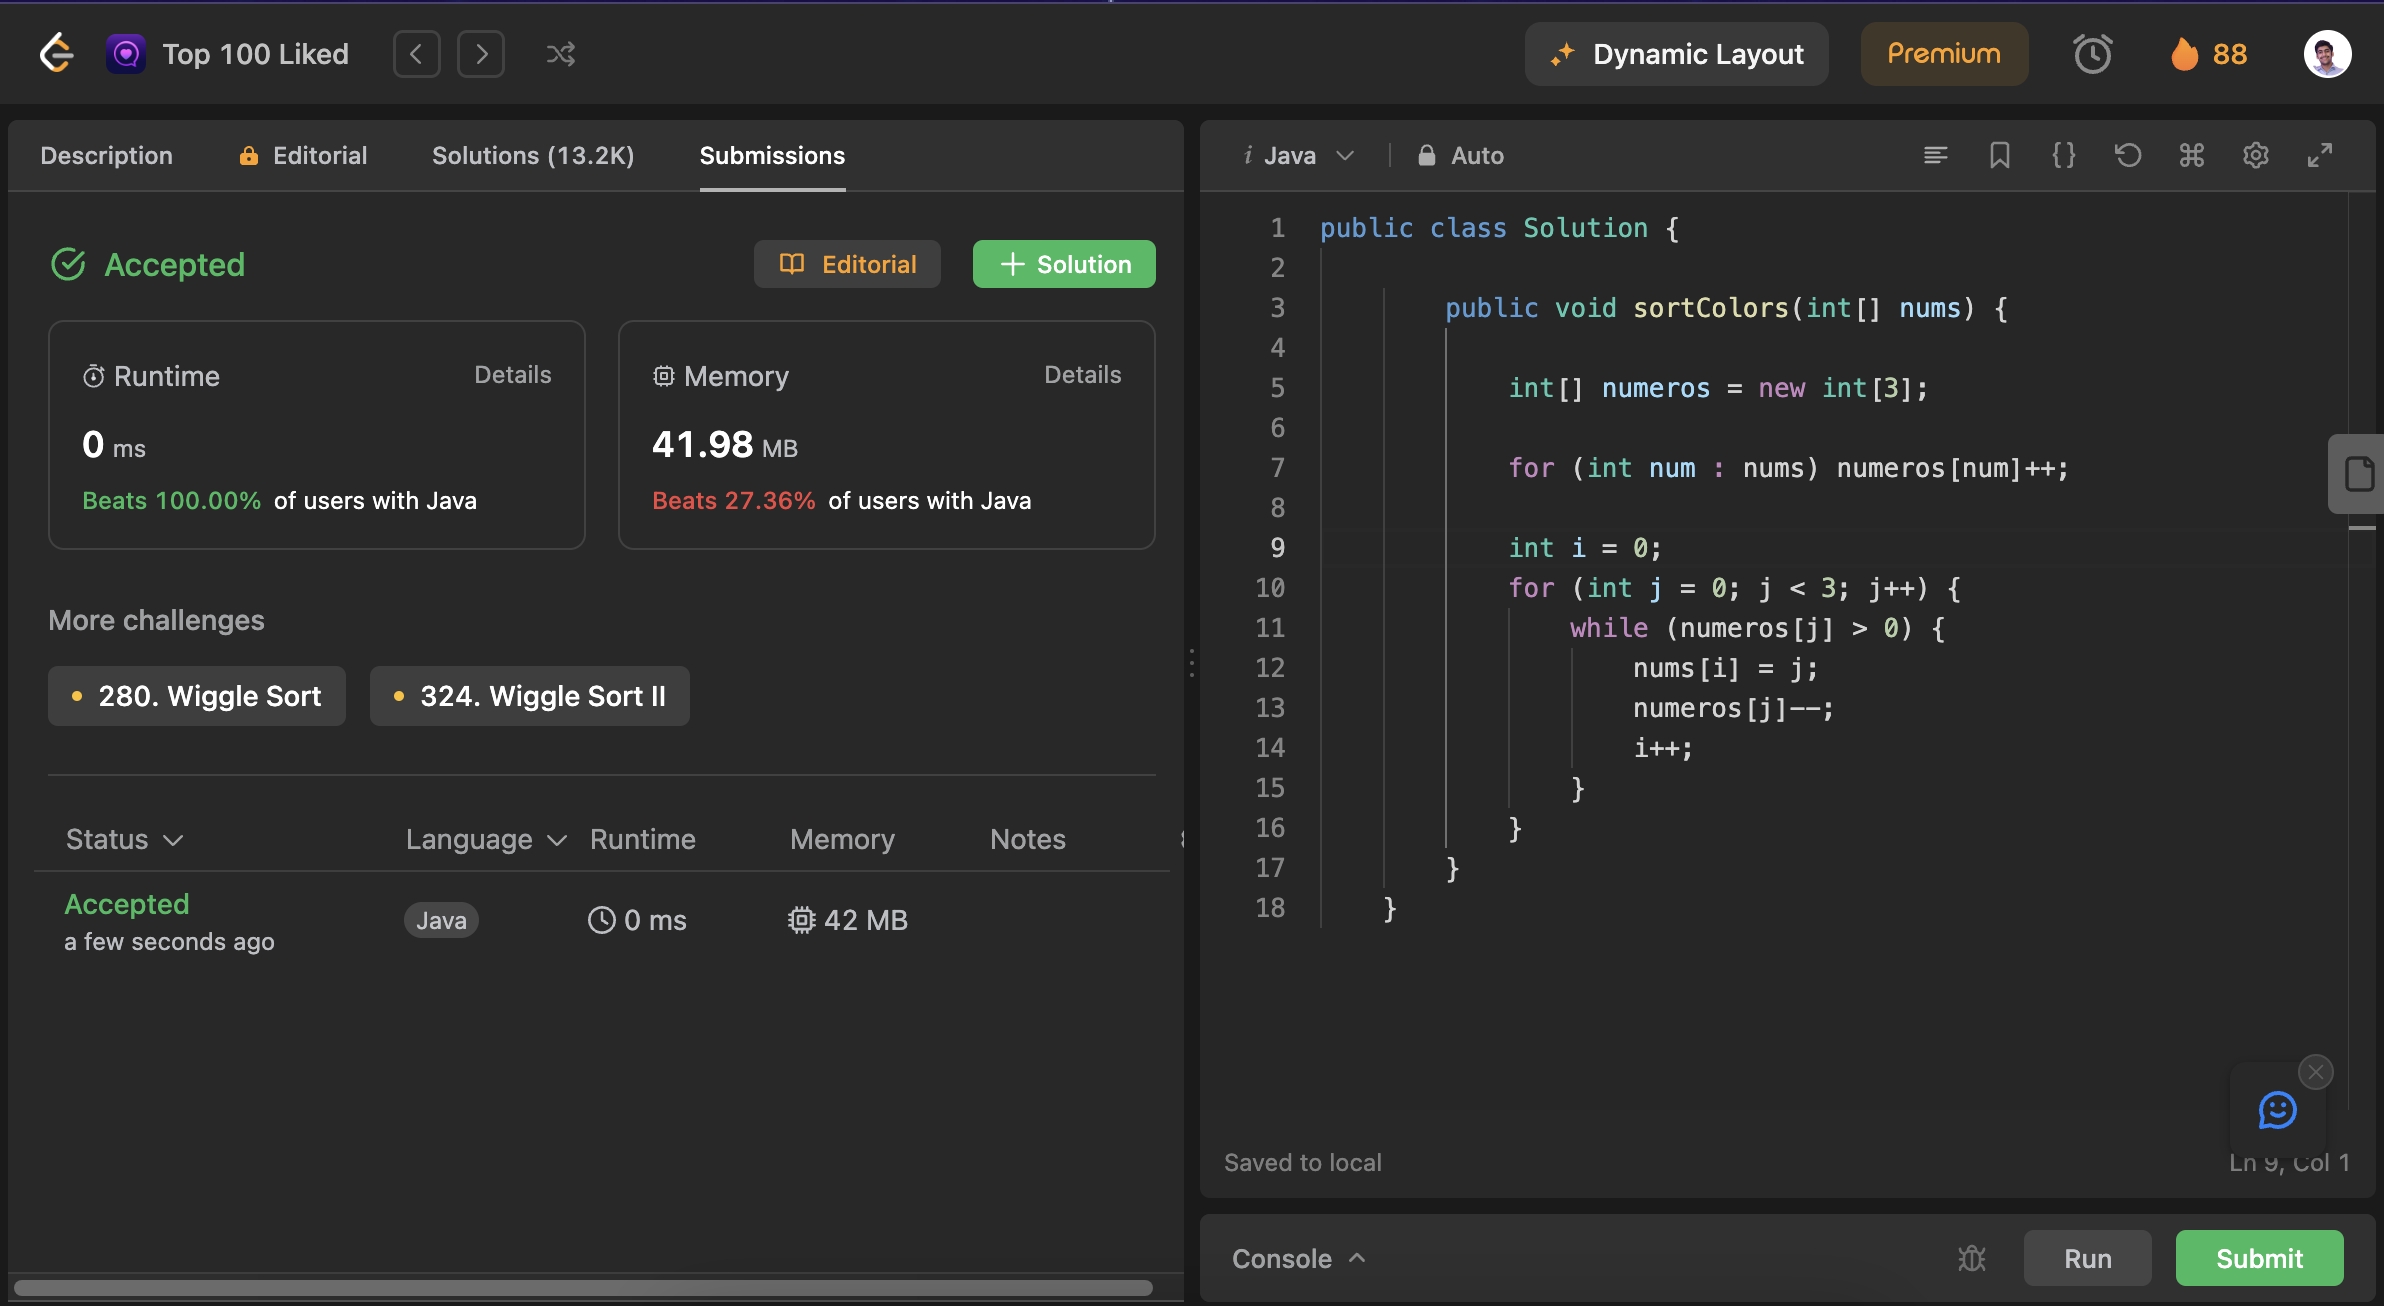 Top 100 Liked
Dynamic Layout
Premium
88
Description
Editorial
Solutions (13.2K)
Submissions
Accepted
Editorial
Solution
Runtime
Details
0 ms
Beats 100.00% of users with Java
Memory
Details
41.98 MB
Beats 27.36% of users with Java
More challenges
280. Wiggle Sort
324. Wiggle Sort II
Status Language Runtime Memory Notes
Accepted
a few seconds ago
Java
0 ms
42 MB
i Java
Auto
1 public class Solution {
2
3 public void sortColors(int[] nums) {
4
5 int[] numeros = new int[3];
6
7 for (int num : nums) numeros[num]++;
8
9 int i = 0;
10 for (int j = 0; j < 3; j++) {
11 while (numeros[j] > 0) {
12 nums[i] = j;
13 numeros[j]--;
14 i++;
15 }
16 }
17 }
18 }
Saved to local
Ln 9, Col 1
Console
Run
Submit